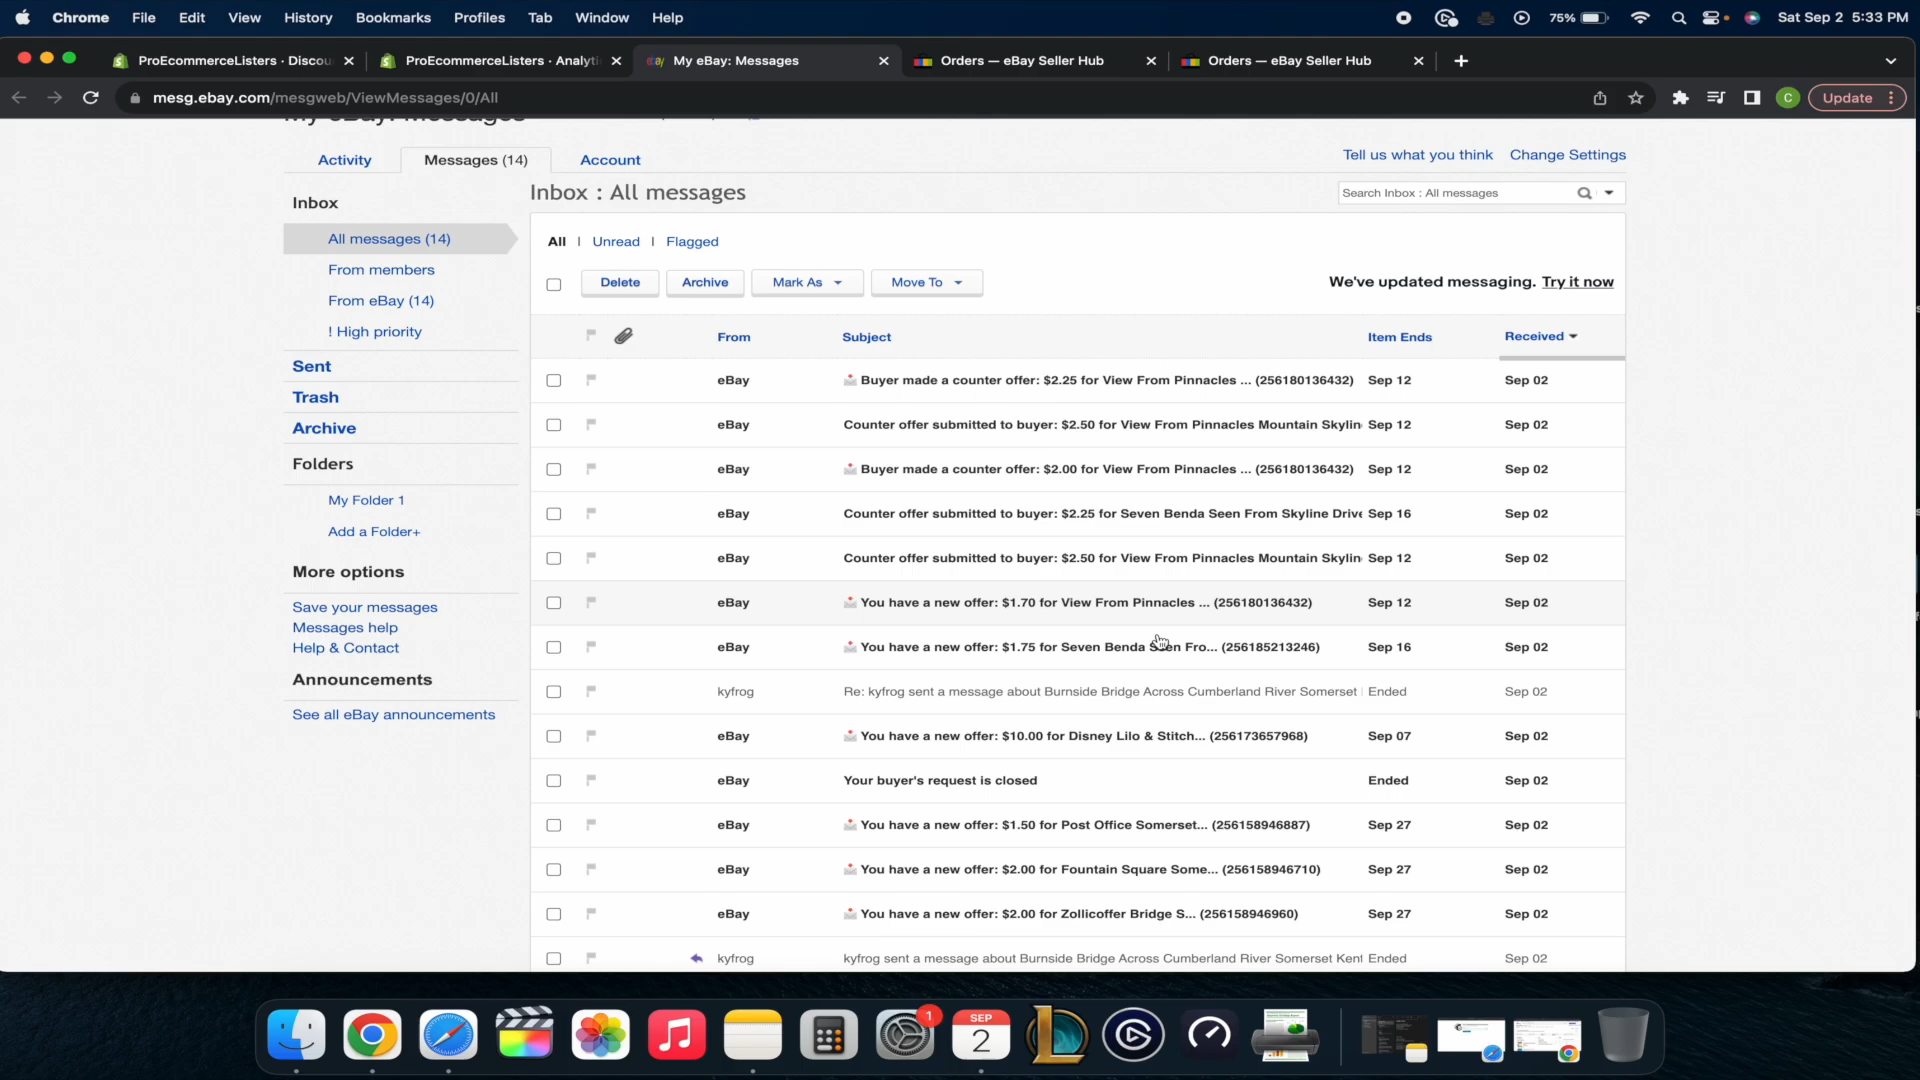 Chrome File Edit View History Bookmarks Profiles Tab Window Help 75% Sat Sep 2 5:33 PM
ProEcommerceListers · Discou ProEcommerceListers · Analyti My eBay: Messages Orders — eBay Seller Hub Orders — eBay Seller Hub
mesg.ebay.com/mesgweb/ViewMessages/0/All C Update
My eBay: Messages
Activity Messages (14) Account Tell us what you think Change Settings
Inbox
Inbox : All messages
Search Inbox : All messages
All messages (14)
From members
From eBay (14)
! High priority
Sent
Trash
Archive
Folders
My Folder 1
Add a Folder+
More options
Save your messages
Messages help
Help & Contact
Announcements
See all eBay announcements
All | Unread | Flagged
Delete Archive Mark As Move To We've updated messaging. Try it now
From Subject Item Ends Received
eBay Buyer made a counter offer: $2.25 for View From Pinnacles ... (256180136432) Sep 12 Sep 02
eBay Counter offer submitted to buyer: $2.50 for View From Pinnacles Mountain Skylin Sep 12 Sep 02
eBay Buyer made a counter offer: $2.00 for View From Pinnacles ... (256180136432) Sep 12 Sep 02
eBay Counter offer submitted to buyer: $2.25 for Seven Benda Seen From Skyline Drive Sep 16 Sep 02
eBay Counter offer submitted to buyer: $2.50 for View From Pinnacles Mountain Skylin Sep 12 Sep 02
eBay You have a new offer: $1.70 for View From Pinnacles ... (256180136432) Sep 12 Sep 02
eBay You have a new offer: $1.75 for Seven Benda Seen Fro... (256185213246) Sep 16 Sep 02
kyfrog Re: kyfrog sent a message about Burnside Bridge Across Cumberland River Somerset Ended Sep 02
eBay You have a new offer: $10.00 for Disney Lilo & Stitch... (256173657968) Sep 07 Sep 02
eBay Your buyer's request is closed Ended Sep 02
eBay You have a new offer: $1.50 for Post Office Somerset... (256158946887) Sep 27 Sep 02
eBay You have a new offer: $2.00 for Fountain Square Some... (256158946710) Sep 27 Sep 02
eBay You have a new offer: $2.00 for Zollicoffer Bridge S... (256158946960) Sep 27 Sep 02
kyfrog kyfrog sent a message about Burnside Bridge Across Cumberland River Somerset Kent Ended Sep 02
1
SEP
2